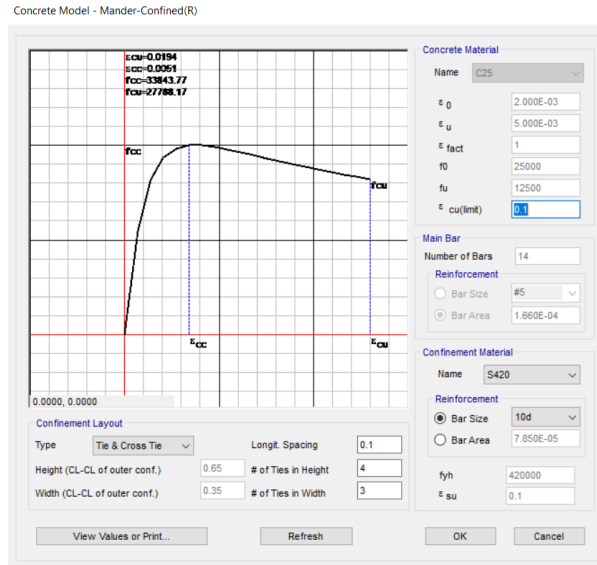 Concrete Model - Mander-Confined(R)
εcu=0.0194
εcc=0.0051
fcc=33843.77
fcu=27788.17
fcc
fcu
εcc
εcu
0.0000, 0.0000
Confinement Layout
Type Tie & Cross Tie Longit. Spacing 0.1
Height (CL-CL of outer conf.) 0.65 # of Ties in Height 4
Width (CL-CL of outer conf.) 0.35 # of Ties in Width 3
View Values or Print... Refresh
Concrete Material
Name C25
ε 0 2.000E-03
ε u 5.000E-03
ε fact 1
f0 25000
fu 12500
ε cu(limit) 0.1
Main Bar
Number of Bars 14
Reinforcement
Bar Size #5
Bar Area 1.660E-04
Confinement Material
Name S420
Reinforcement
Bar Size 10d
Bar Area 7.850E-05
fyh 420000
ε su 0.1
OK Cancel